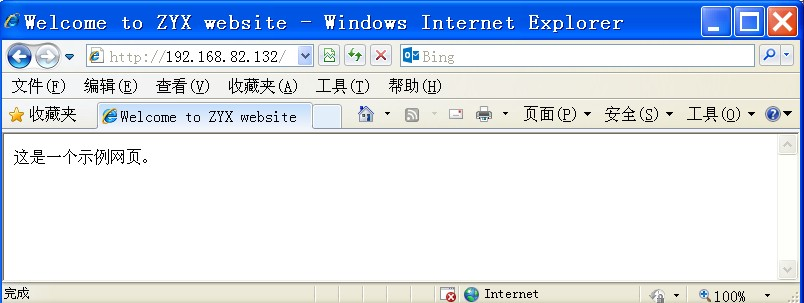 Welcome to ZYX website - Windows Internet Explorer
http://192.168.82.132/ Bing
文件(F) 编辑(E) 查看(V) 收藏夹(A) 工具(T) 帮助(H)
收藏夹 Welcome to ZYX website 页面(P) 安全(S) 工具(O)
这是一个示例网页。
完成 Internet 100%